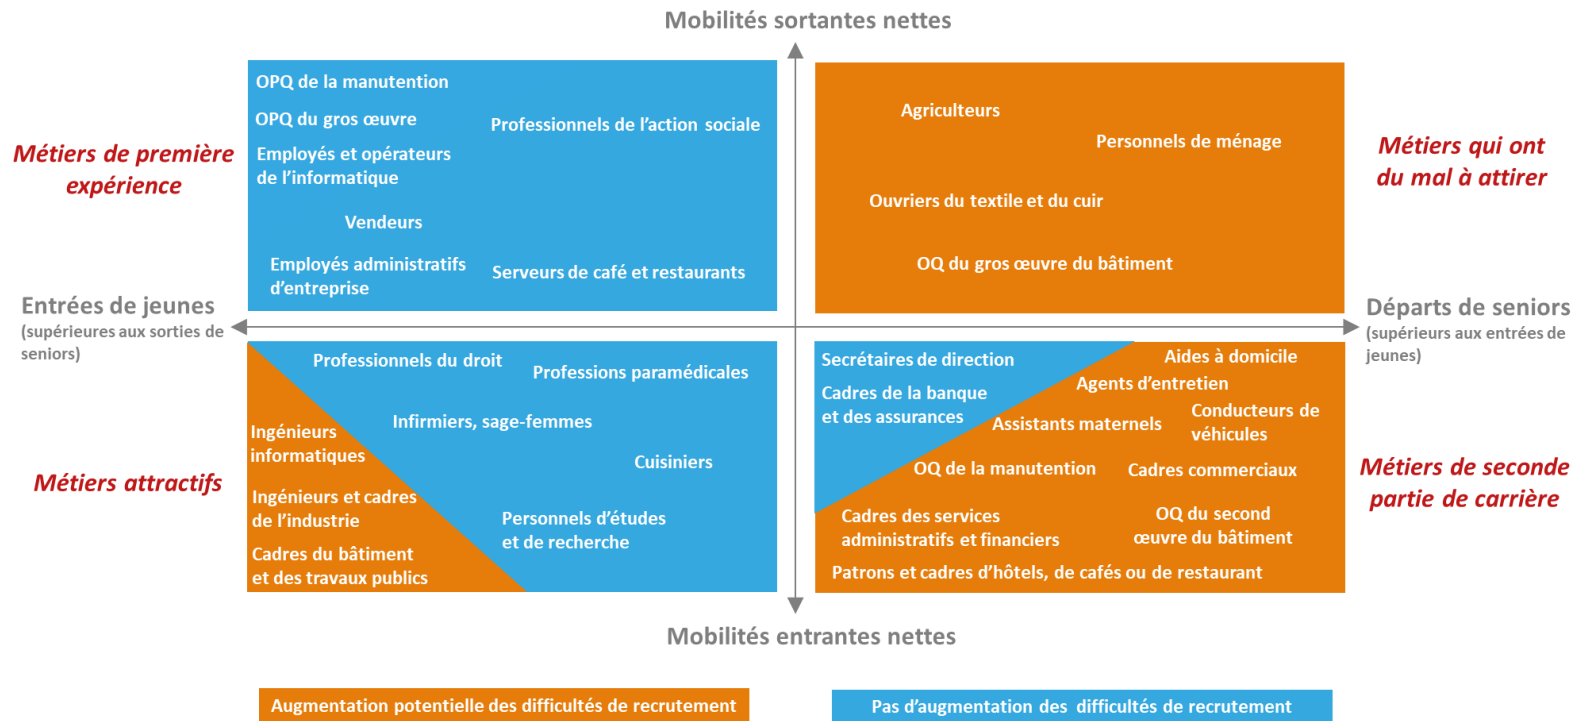 Mobilités sortantes nettes
OPQ de la manutention
OPQ du gros œuvre
Professionnels de l'action sociale
Employés et opérateurs
de l'informatique
Vendeurs
Employés administratifs
d'entreprise
Serveurs de café et restaurants
Métiers de première
expérience
Agriculteurs
Personnels de ménage
Ouvriers du textile et du cuir
OQ du gros œuvre du bâtiment
Métiers qui ont
du mal à attirer
Entrées de jeunes
(supérieures aux sorties de
seniors)
Départs de seniors
(supérieurs aux entrées de
jeunes)
Métiers attractifs
Professionnels du droit
Professions paramédicales
Infirmiers, sage-femmes
Cuisiniers
Personnels d'études
et de recherche
Ingénieurs
informatiques
Ingénieurs et cadres
de l'industrie
Cadres du bâtiment
et des travaux publics
Secrétaires de direction
Cadres de la banque
et des assurances
Aides à domicile
Agents d'entretien
Assistants maternels
Conducteurs de
véhicules
OQ de la manutention
Cadres commerciaux
Cadres des services
administratifs et financiers
OQ du second
œuvre du bâtiment
Patrons et cadres d'hôtels, de cafés ou de restaurant
Métiers de seconde
partie de carrière
Mobilités entrantes nettes
Augmentation potentielle des difficultés de recrutement
Pas d'augmentation des difficultés de recrutement